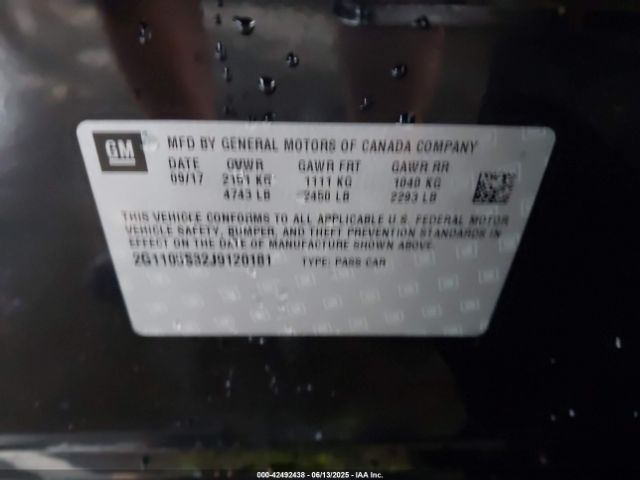 GM
MFD BY GENERAL MOTORS OF CANADA COMPANY
DATE GVWR GAWR FRT GAWR RR
09/17 2151 KG 1111 KG 1040 KG
4743 LB 2450 LB 2293 LB
THIS VEHICLE CONFORMS TO ALL APPLICABLE U.S. FEDERAL MOTOR
VEHICLE SAFETY, BUMPER, AND THEFT PREVENTION STANDARDS IN
EFFECT ON THE DATE OF MANUFACTURE SHOWN ABOVE.
2G1105S32J9120181 TYPE: PASS CAR
000-42492438 - 06/13/2025 - IAA Inc.